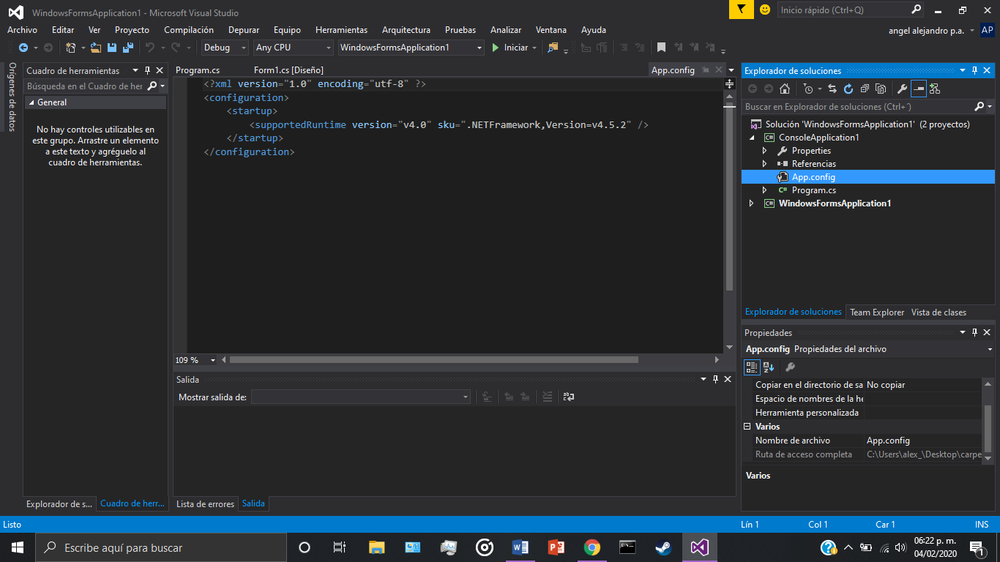 WindowsFormsApplication1 - Microsoft Visual Studio
Inicio rápido (Ctrl+Q)
Archivo Editar Ver Proyecto Compilación Depurar Equipo Herramientas Arquitectura Pruebas Analizar Ventana Ayuda
angel alejandro p.a. AP
Debug Any CPU WindowsFormsApplication1 Iniciar
Orígenes de datos
Cuadro de herramientas
Búsqueda en el Cuadro de her
General
No hay controles utilizables en
este grupo. Arrastre un elemento
a este texto y agréguelo al
cuadro de herramientas.
Explorador de s... Cuadro de herr...
Program.cs Form1.cs [Diseño] App.config
<?xml version="1.0" encoding="utf-8" ?>
<configuration>
<startup>
<supportedRuntime version="v4.0" sku=".NETFramework,Version=v4.5.2" />
</startup>
</configuration>
109 %
Salida
Mostrar salida de:
Lista de errores Salida
Explorador de soluciones
Buscar en Explorador de soluciones (Ctrl+´)
Solución 'WindowsFormsApplication1' (2 proyectos)
C# ConsoleApplication1
Properties
Referencias
App.config
C# Program.cs
C# WindowsFormsApplication1
Explorador de soluciones Team Explorer Vista de clases
Propiedades
App.config Propiedades del archivo
Copiar en el directorio de sa No copiar
Espacio de nombres de la he
Herramienta personalizada
Varios
Nombre de archivo App.config
Ruta de acceso completa C:\Users\alex_\Desktop\carpe
Varios
Listo Lín 1 Col 1 Car 1 INS
Escribe aquí para buscar
06:22 p. m.
04/02/2020
1